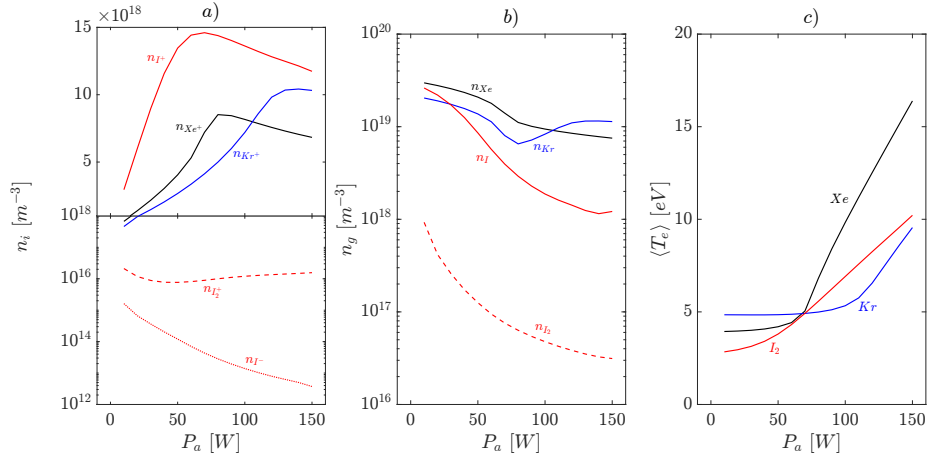 a)
×10^18
15
10
5
10^18
10^16
10^14
10^12
n_{I^+}
n_{Xe^+}
n_{Kr^+}
n_{I_2^+}
n_{I^-}
n_i [m^{-3}]
0 50 100 150
P_a [W]
b)
10^21
10^20
10^19
10^18
10^17
10^16
n_{Xe}
n_{Kr}
n_I
n_{I_2}
n_g [m^{-3}]
0 50 100 150
P_a [W]
c)
20
15
10
5
0
Xe
Kr
I_2
⟨T_e⟩ [eV]
0 50 100 150
P_a [W]